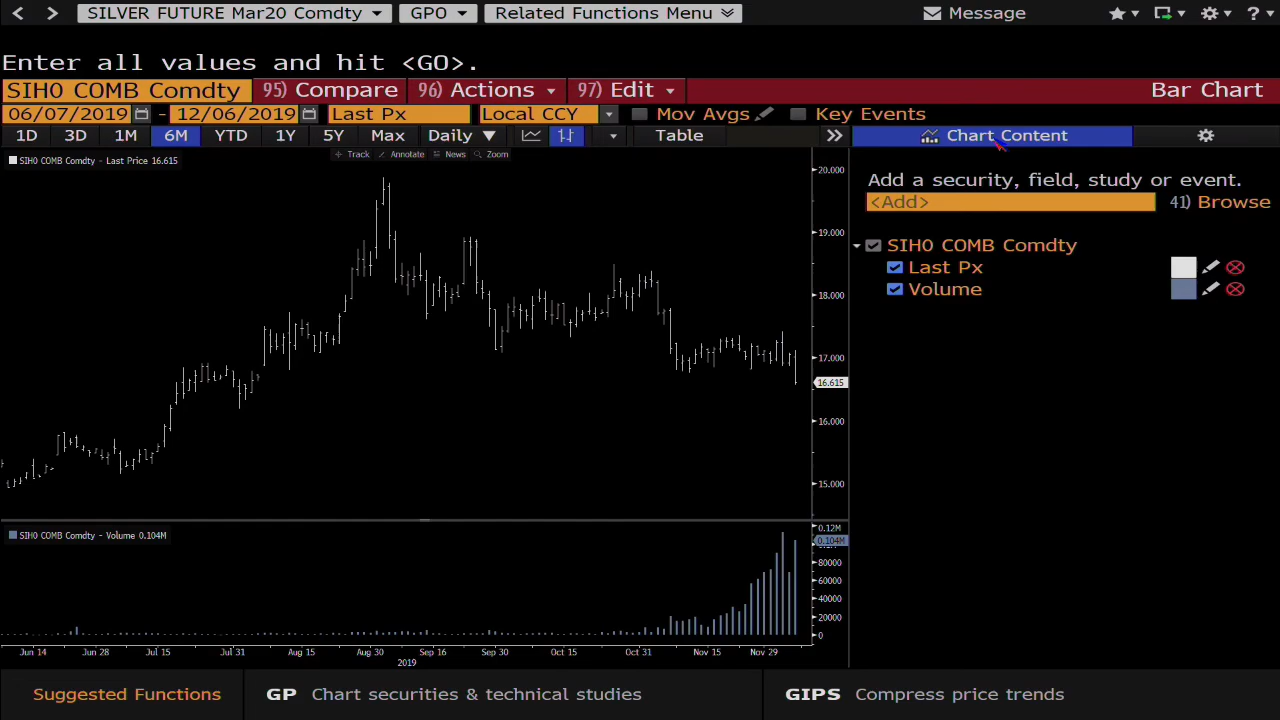 SILVER FUTURE Mar20 Comdty GPO Related Functions Menu Message
Enter all values and hit <GO>.
SIH0 COMB Comdty 95) Compare 96) Actions 97) Edit Bar Chart
06/07/2019 - 12/06/2019 Last Px Local CCY Mov Avgs Key Events
1D 3D 1M 6M YTD 1Y 5Y Max Daily ▼ Table Chart Content
SIH0 COMB Comdty - Last Price 16.615
Track Annotate News Zoom
Add a security, field, study or event.
<Add> 41) Browse
SIH0 COMB Comdty
Last Px
Volume
20.000
19.000
18.000
17.000
16.615
16.000
15.000
SIH0 COMB Comdty - Volume 0.104M
0.12M
0.104M
80000
60000
40000
20000
0
Jun 14 Jun 28 Jul 15 Jul 31 Aug 15 Aug 30 Sep 16 Sep 30 Oct 15 Oct 31 Nov 15 Nov 29
2019
Suggested Functions GP Chart securities & technical studies GIPS Compress price trends